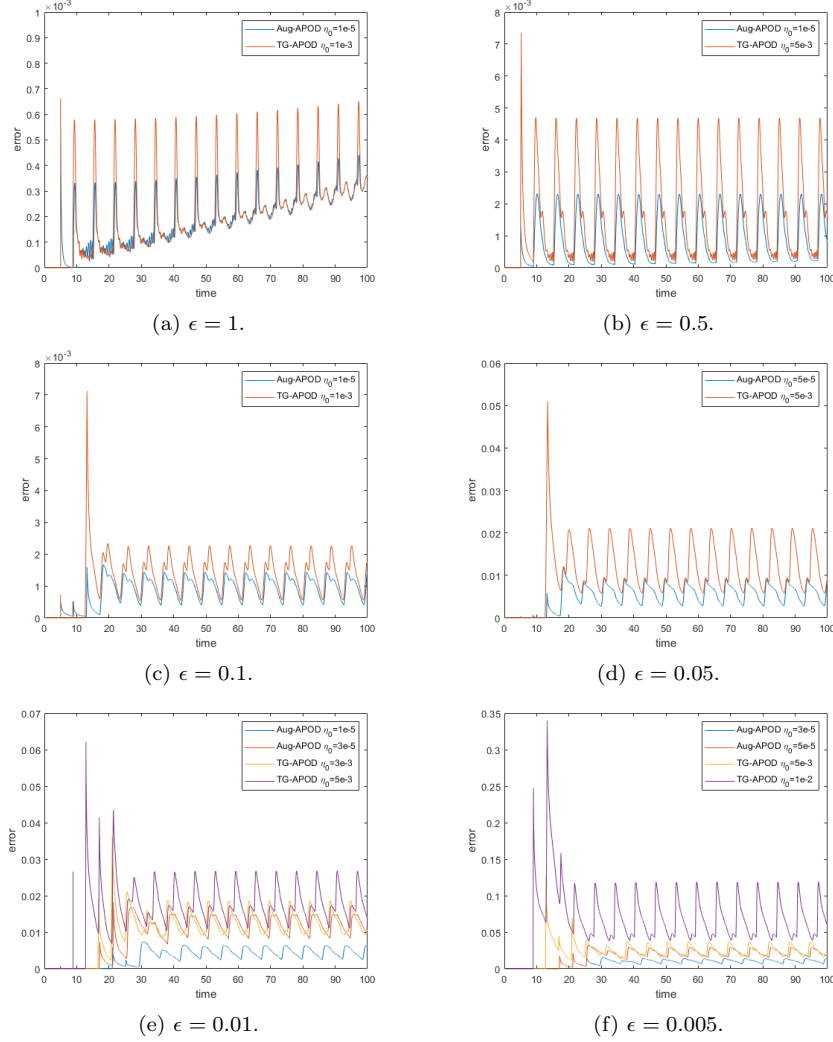 ×10⁻³ ×10⁻³
1 8
Aug-APOD η₀=1e-5 Aug-APOD η₀=1e-5
TG-APOD η₀=1e-3 TG-APOD η₀=5e-3
0.9 7
0.8 6
0.7
0.6 5
error 0.5 error 4
0.4 3
0.3
0.2 2
0.1 1
0 0
0 10 20 30 40 50 60 70 80 90 100 0 10 20 30 40 50 60 70 80 90 100
time time
(a) ϵ = 1. (b) ϵ = 0.5.
×10⁻³
8 0.06
Aug-APOD η₀=1e-5 Aug-APOD η₀=5e-5
TG-APOD η₀=1e-3 TG-APOD η₀=5e-3
7 0.05
6
5 0.04
error 4 error 0.03
3 0.02
2
1 0.01
0 0
0 10 20 30 40 50 60 70 80 90 100 0 10 20 30 40 50 60 70 80 90 100
time time
(c) ϵ = 0.1. (d) ϵ = 0.05.
0.07 0.35
Aug-APOD η₀=1e-5 Aug-APOD η₀=3e-5
Aug-APOD η₀=3e-5 Aug-APOD η₀=5e-5
TG-APOD η₀=3e-3 TG-APOD η₀=5e-3
TG-APOD η₀=5e-3 TG-APOD η₀=1e-2
0.06 0.3
0.05 0.25
0.04 0.2
error error
0.03 0.15
0.02 0.1
0.01 0.05
0 0
0 10 20 30 40 50 60 70 80 90 100 0 10 20 30 40 50 60 70 80 90 100
time time
(e) ϵ = 0.01. (f) ϵ = 0.005.